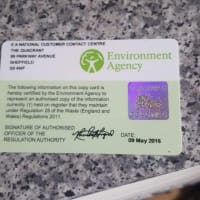 E A NATIONAL CUSTOMER CONTACT CENTRE
THE QUADRANT
99 PARKWAY AVENUE
SHEFFIELD
S9 4WF
Environment
Agency
The following information on this copy card is
hereby certified by the Environment Agency to
represent an authorised copy of the information
currently (†) held on register that they maintain
under Regulation 28 of the Waste (England and
Wales) Regulations 2011.
SIGNATURE OF AUTHORISED
OFFICER OF THE
REGULATION AUTHORITY
DATE:
09 May 2016